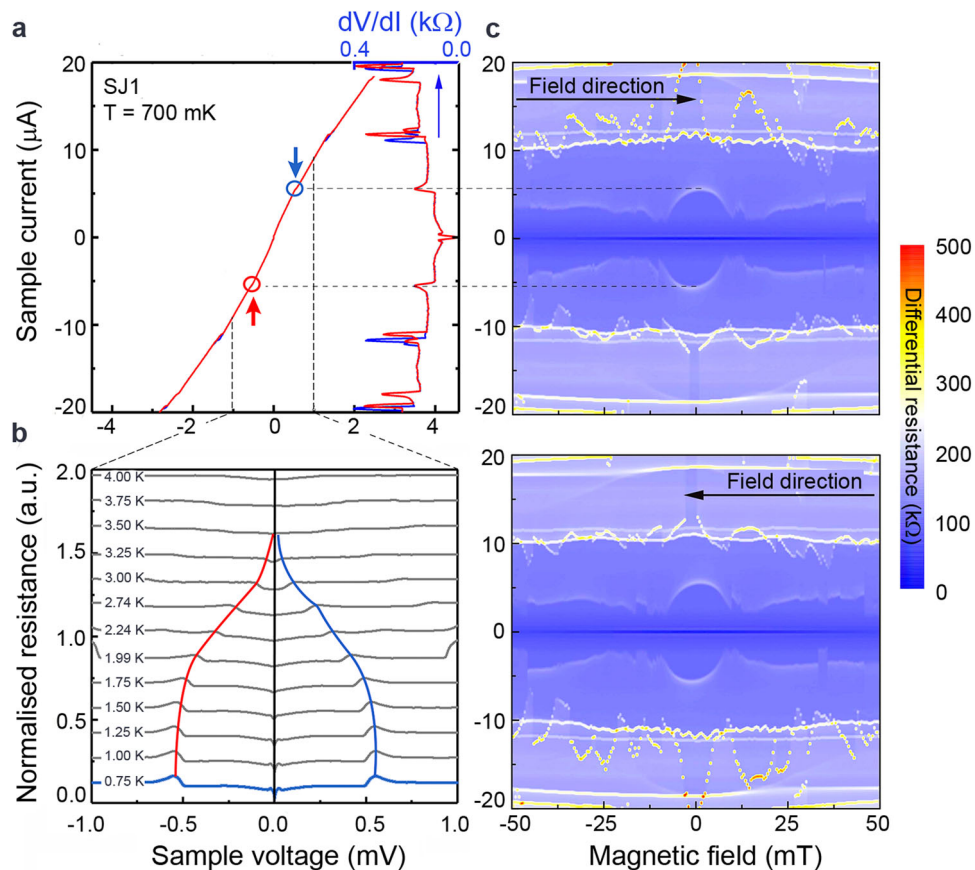 a
dV/dI (kΩ)
0.4
0.0
20
10
0
-10
-20
Sample current (μA)
SJ1
T = 700 mK
-4
-2
0
2
4
b
2.0
1.5
1.0
0.5
0.0
Normalised resistance (a.u.)
4.00 K
3.75 K
3.50 K
3.25 K
3.00 K
2.74 K
2.24 K
1.99 K
1.75 K
1.50 K
1.25 K
1.00 K
0.75 K
-1.0
-0.5
0.0
0.5
1.0
Sample voltage (mV)
c
20
10
0
-10
-20
Field direction
-50
0
50
20
10
0
-10
-20
Field direction
-50
0
50
Magnetic field (mT)
500
400
300
200
100
0
Differential resistance (kΩ)